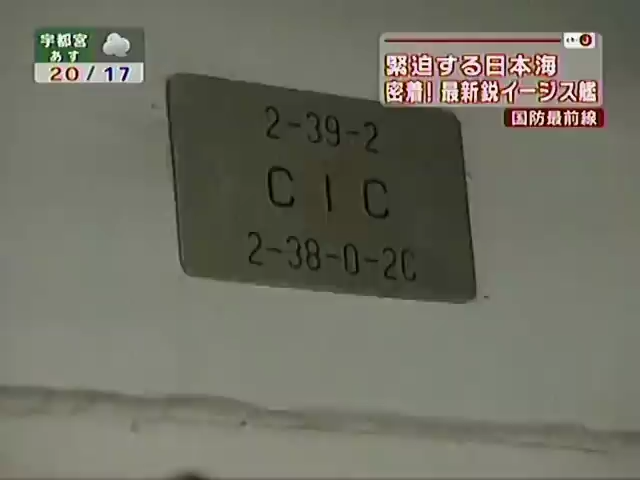 宇都宮
あす
20/17
緊迫する日本海
密着!最新鋭イージス艦
国防最前線
2-39-2
CIC
2-38-0-2C